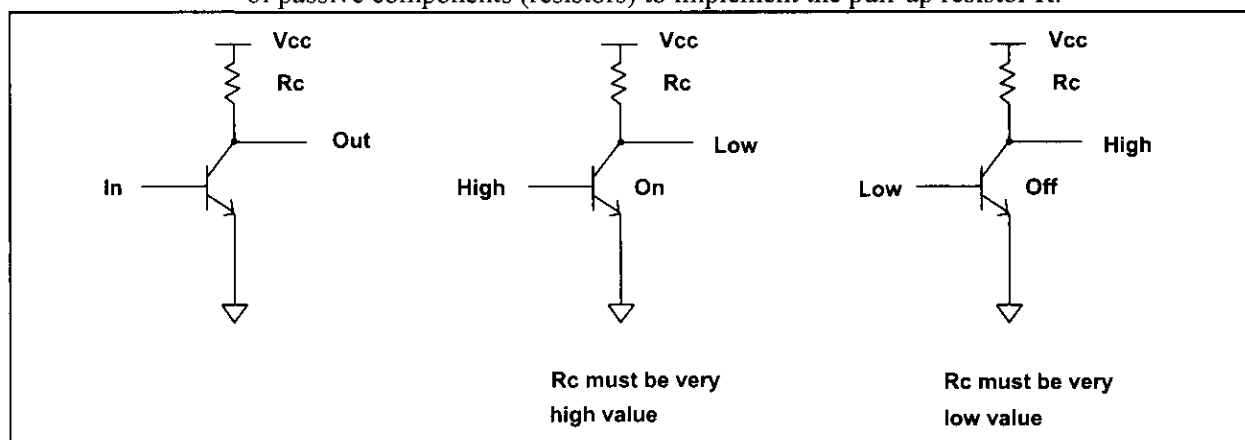 of passive components (resistors) to implement the pull-up resistor R.
Vcc
Rc
Out
In
Vcc
Rc
Low
High
On
Rc must be very
high value
Vcc
Rc
High
Low
Off
Rc must be very
low value